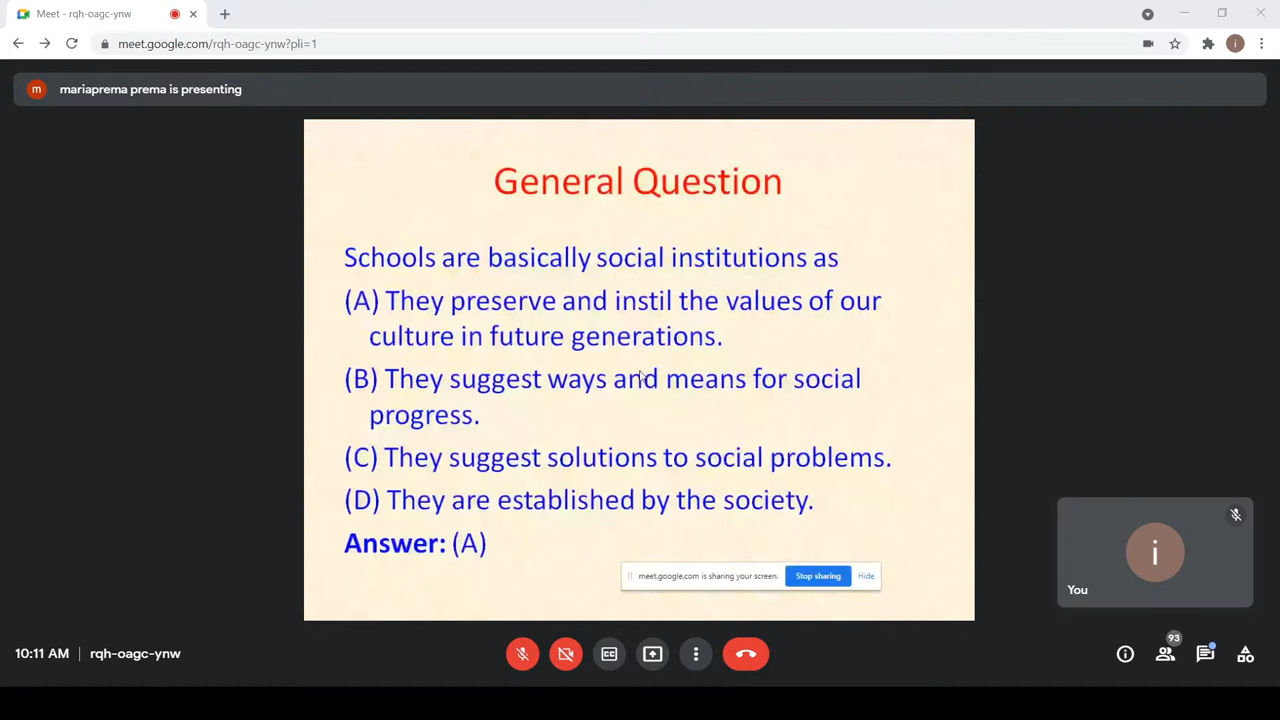 Meet - rqh-oagc-ynw
meet.google.com/rqh-oagc-ynw?pli=1
i
m
mariaprema prema is presenting
General Question
Schools are basically social institutions as
(A) They preserve and instil the values of our
culture in future generations.
(B) They suggest ways and means for social
progress.
(C) They suggest solutions to social problems.
(D) They are established by the society.
Answer: (A)
meet.google.com is sharing your screen.
Stop sharing
Hide
i
You
10:11 AM
rqh-oagc-ynw
CC
93